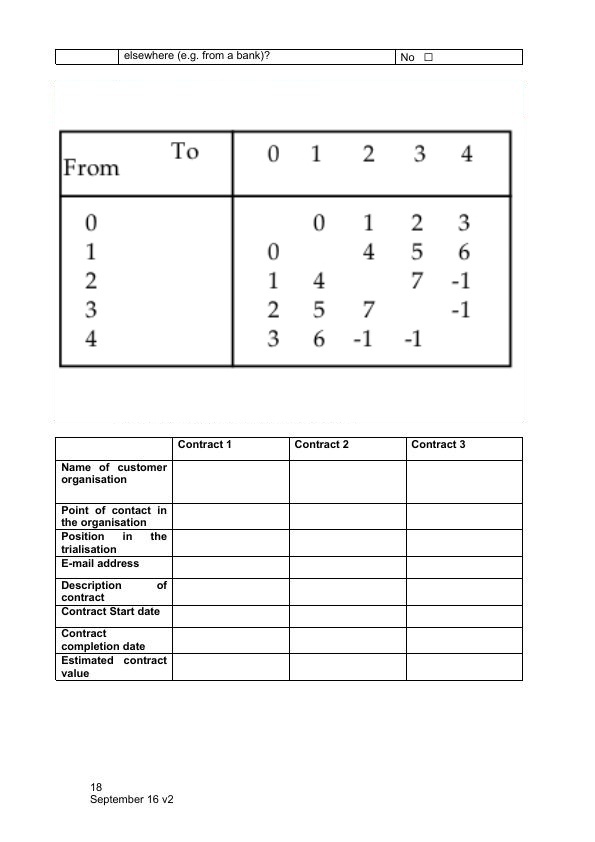 elsewhere (e.g. from a bank)? No ☐
To 0 1 2 3 4
From
0 0 1 2 3
1 0 4 5 6
2 1 4 7 -1
3 2 5 7 -1
4 3 6 -1 -1
Contract 1 Contract 2 Contract 3
Name of customer
organisation
Point of contact in
the organisation
Position in the
trialisation
E-mail address
Description of
contract
Contract Start date
Contract
completion date
Estimated contract
value
18
September 16 v2